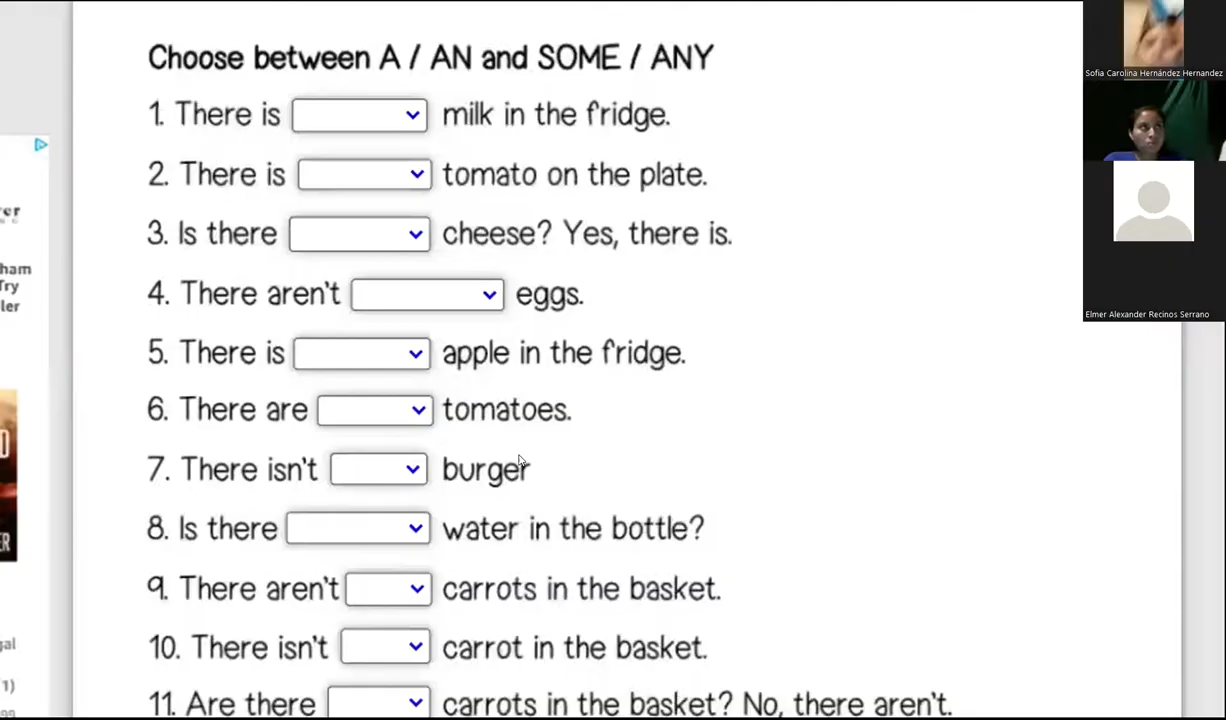 Choose between A / AN and SOME / ANY
1. There is milk in the fridge.
2. There is tomato on the plate.
3. Is there cheese? Yes, there is.
4. There aren't eggs.
5. There is apple in the fridge.
6. There are tomatoes.
7. There isn't burger
8. Is there water in the bottle?
9. There aren't carrots in the basket.
10. There isn't carrot in the basket.
11. Are there carrots in the basket? No, there aren't.
Sofia Carolina Hernández Hernandez
Elmer Alexander Recinos Serrano